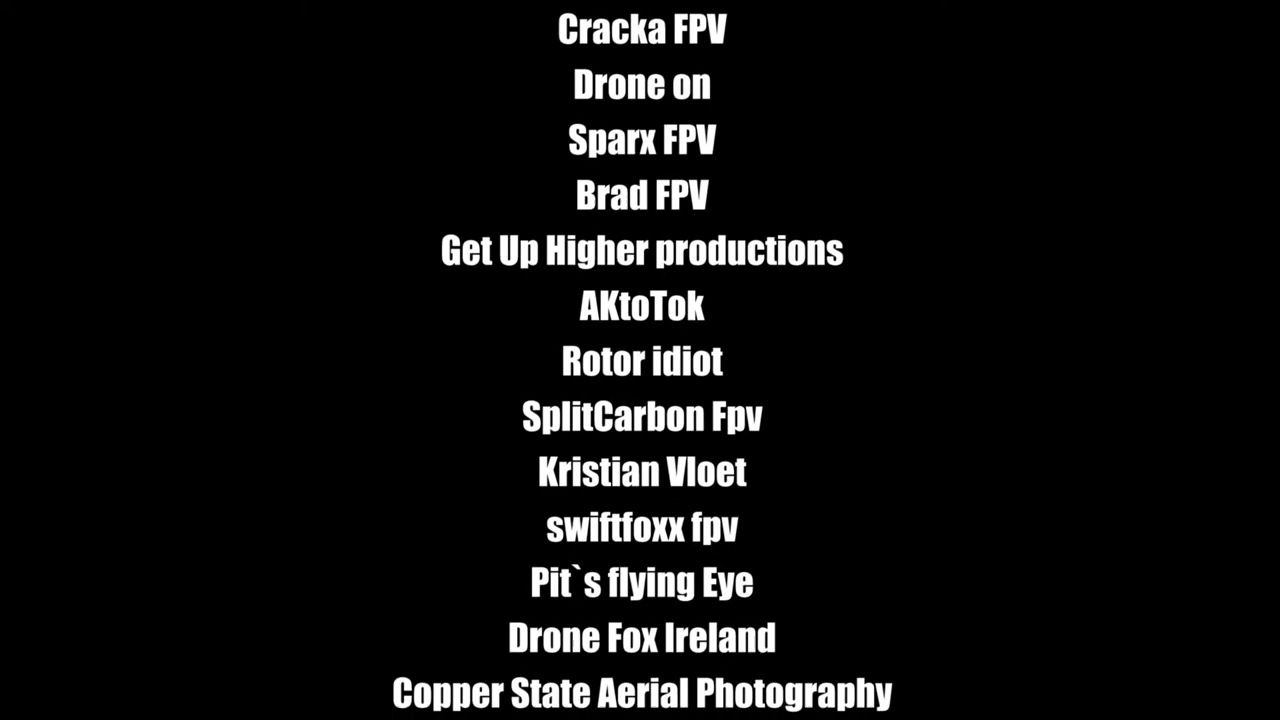 Cracka FPV
Drone on
Sparx FPV
Brad FPV
Get Up Higher productions
AKtoTok
Rotor idiot
SplitCarbon Fpv
Kristian Vloet
swiftfoxx fpv
Pit`s flying Eye
Drone Fox Ireland
Copper State Aerial Photography